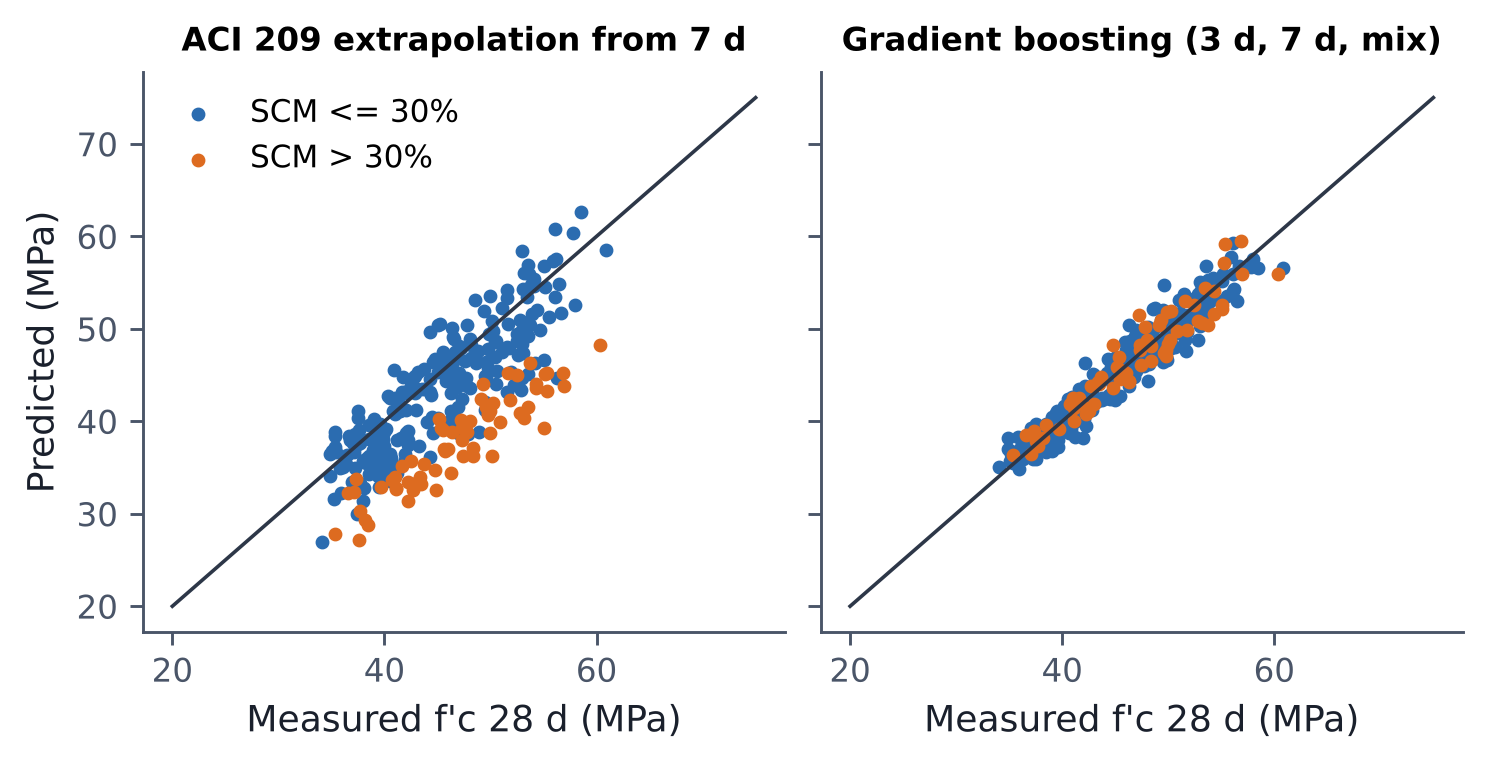 ACI 209 extrapolation from 7 d
SCM <= 30%
SCM > 30%
Predicted (MPa)
70
60
50
40
30
20
20 40 60
Measured f'c 28 d (MPa)
Gradient boosting (3 d, 7 d, mix)
20 40 60
Measured f'c 28 d (MPa)